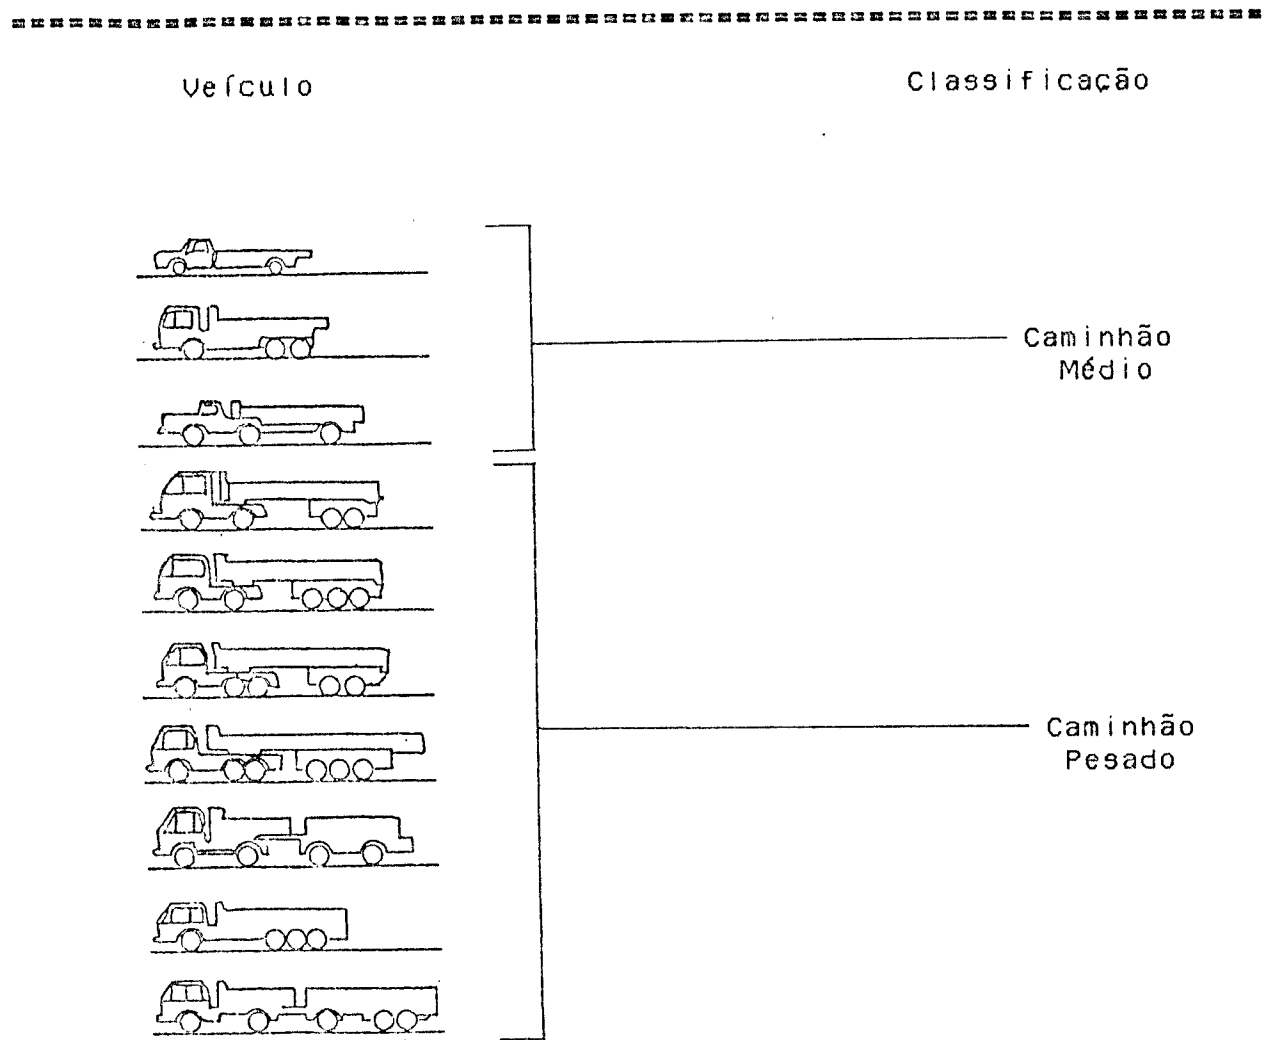 Veículo
Classificação
Caminhão
Médio
Caminhão
Pesado